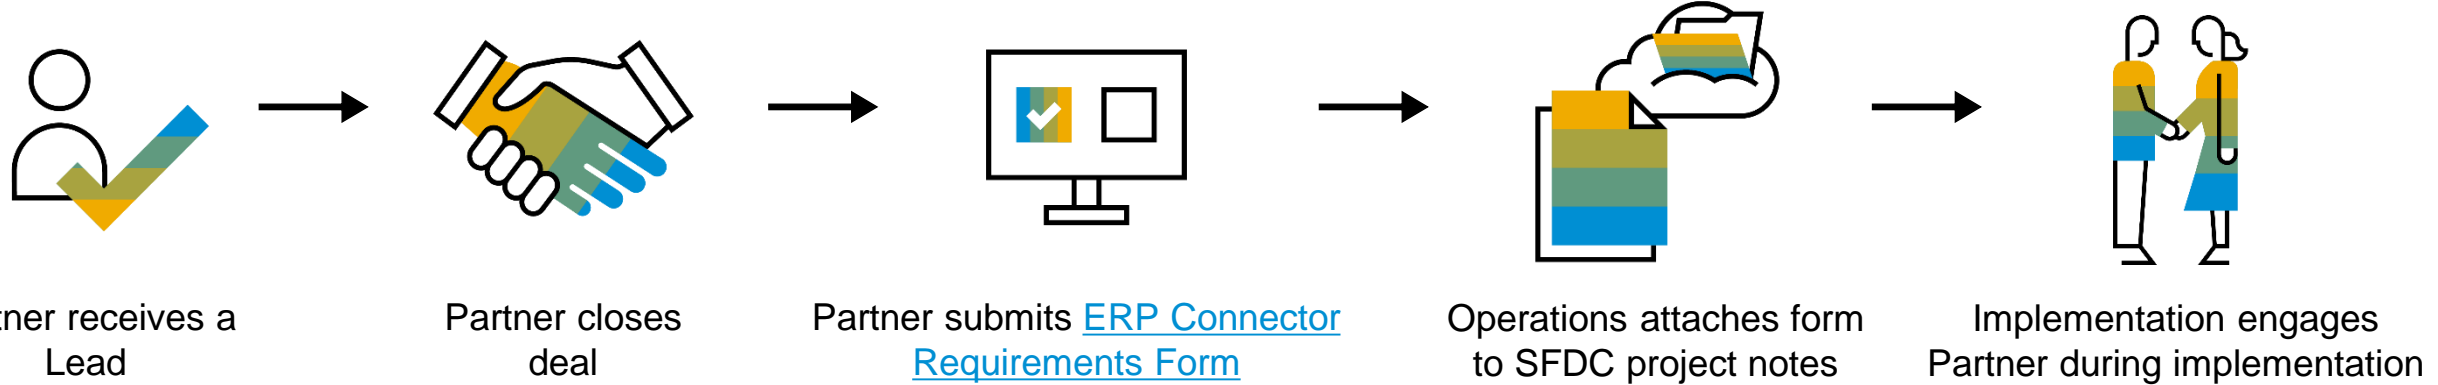 tner receives a
Lead
Partner closes
deal
Partner submits ERP Connector
Requirements Form
Operations attaches form
to SFDC project notes
Implementation engages
Partner during implementation